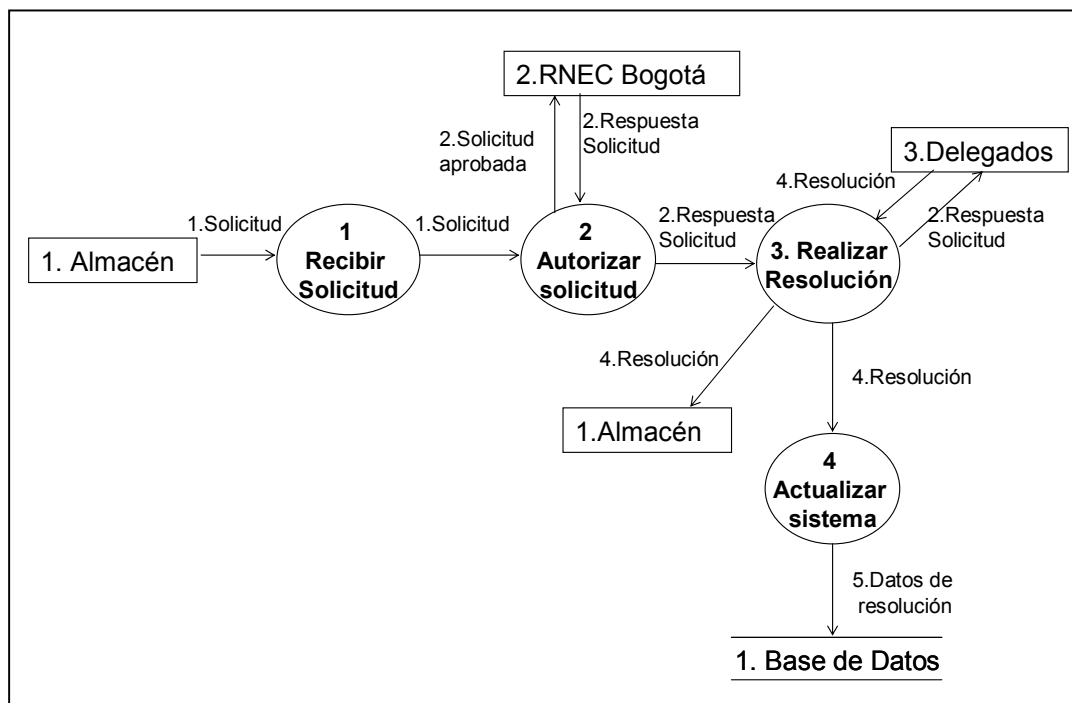 2.RNEC Bogotá
2.Solicitud
aprobada
2.Respuesta
Solicitud
3.Delegados
4.Resolución
2.Respuesta
Solicitud
1. Almacén
1.Solicitud
1
Recibir
Solicitud
1.Solicitud
2
Autorizar
solicitud
2.Respuesta
Solicitud
3. Realizar
Resolución
4.Resolución
1.Almacén
4.Resolución
4
Actualizar
sistema
5.Datos de
resolución
1. Base de Datos